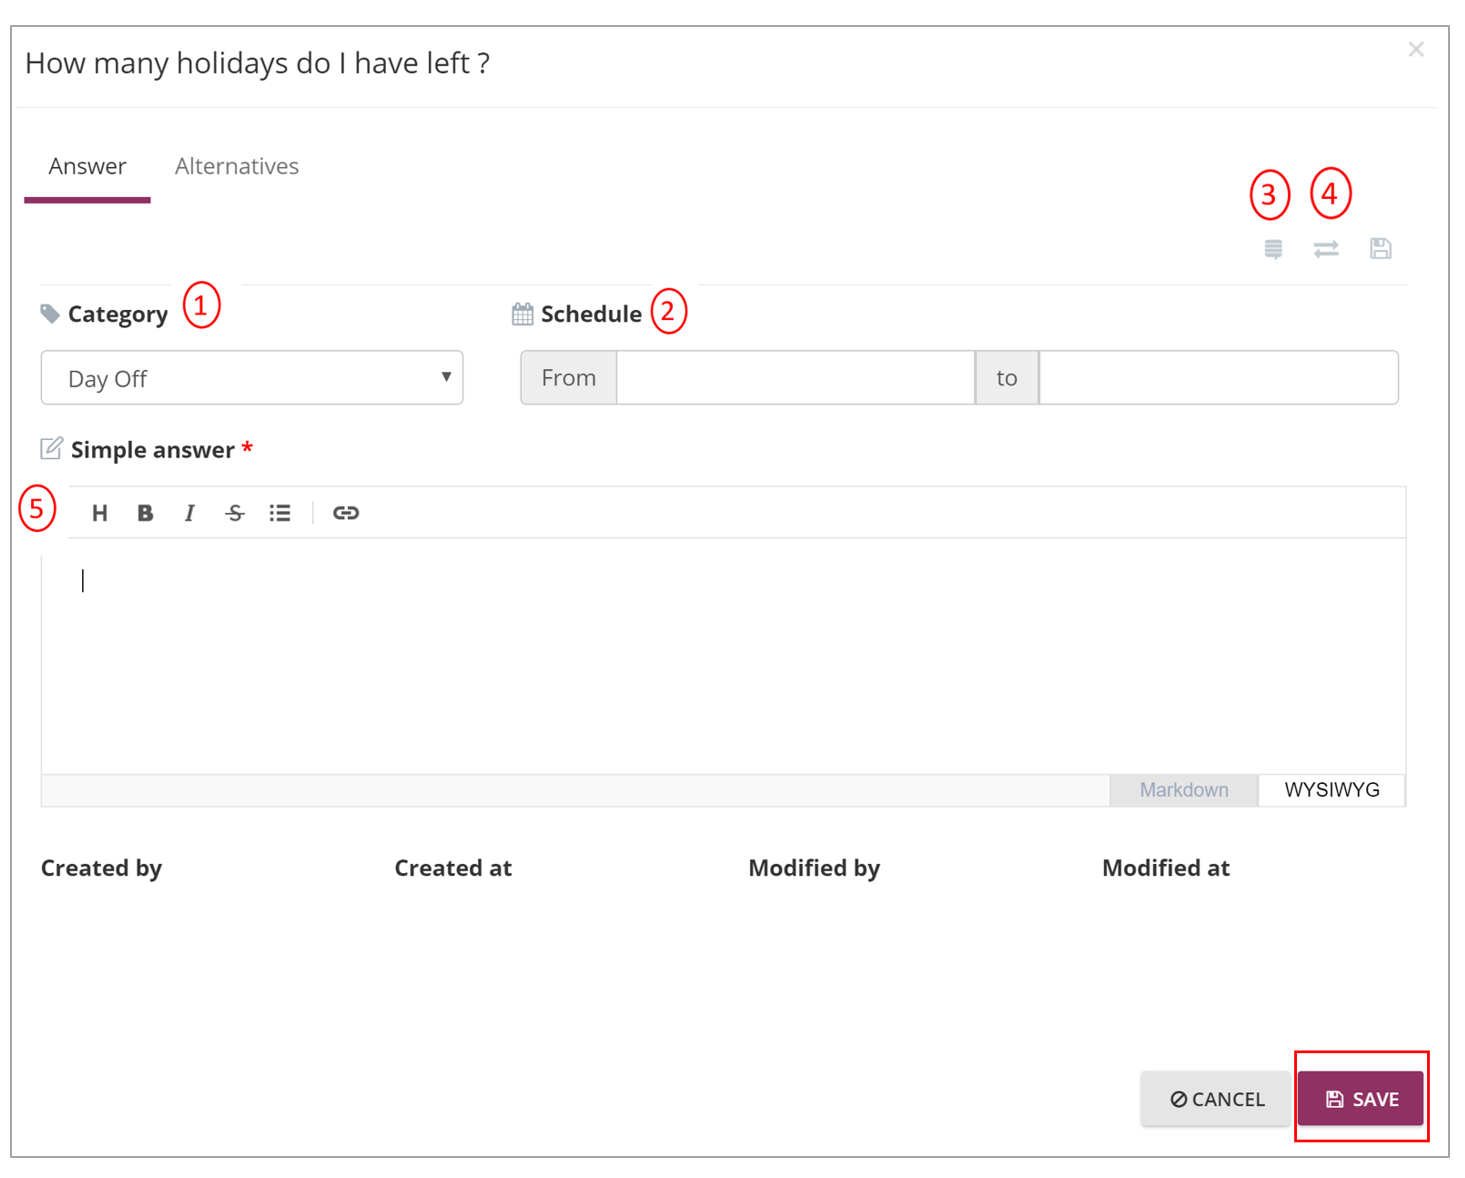 How many holidays do I have left ?
×
Answer Alternatives
3 4
Category 1 Schedule 2
Day Off From to
Simple answer *
5 H B I S
Markdown WYSIWYG
Created by Created at Modified by Modified at
CANCEL SAVE